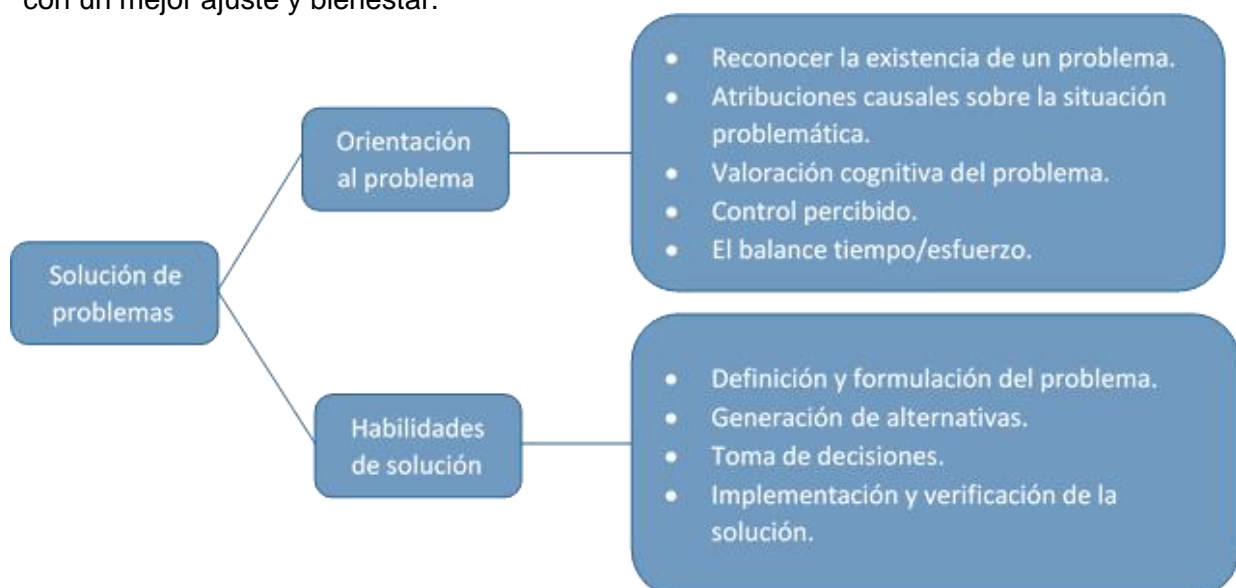 con un mejor ajuste y bienestar.
• Reconocer la existencia de un problema.
• Atribuciones causales sobre la situación
problemática.
• Valoración cognitiva del problema.
• Control percibido.
• El balance tiempo/esfuerzo.
Orientación
al problema
Solución de
problemas
Habilidades
de solución
• Definición y formulación del problema.
• Generación de alternativas.
• Toma de decisiones.
• Implementación y verificación de la
solución.